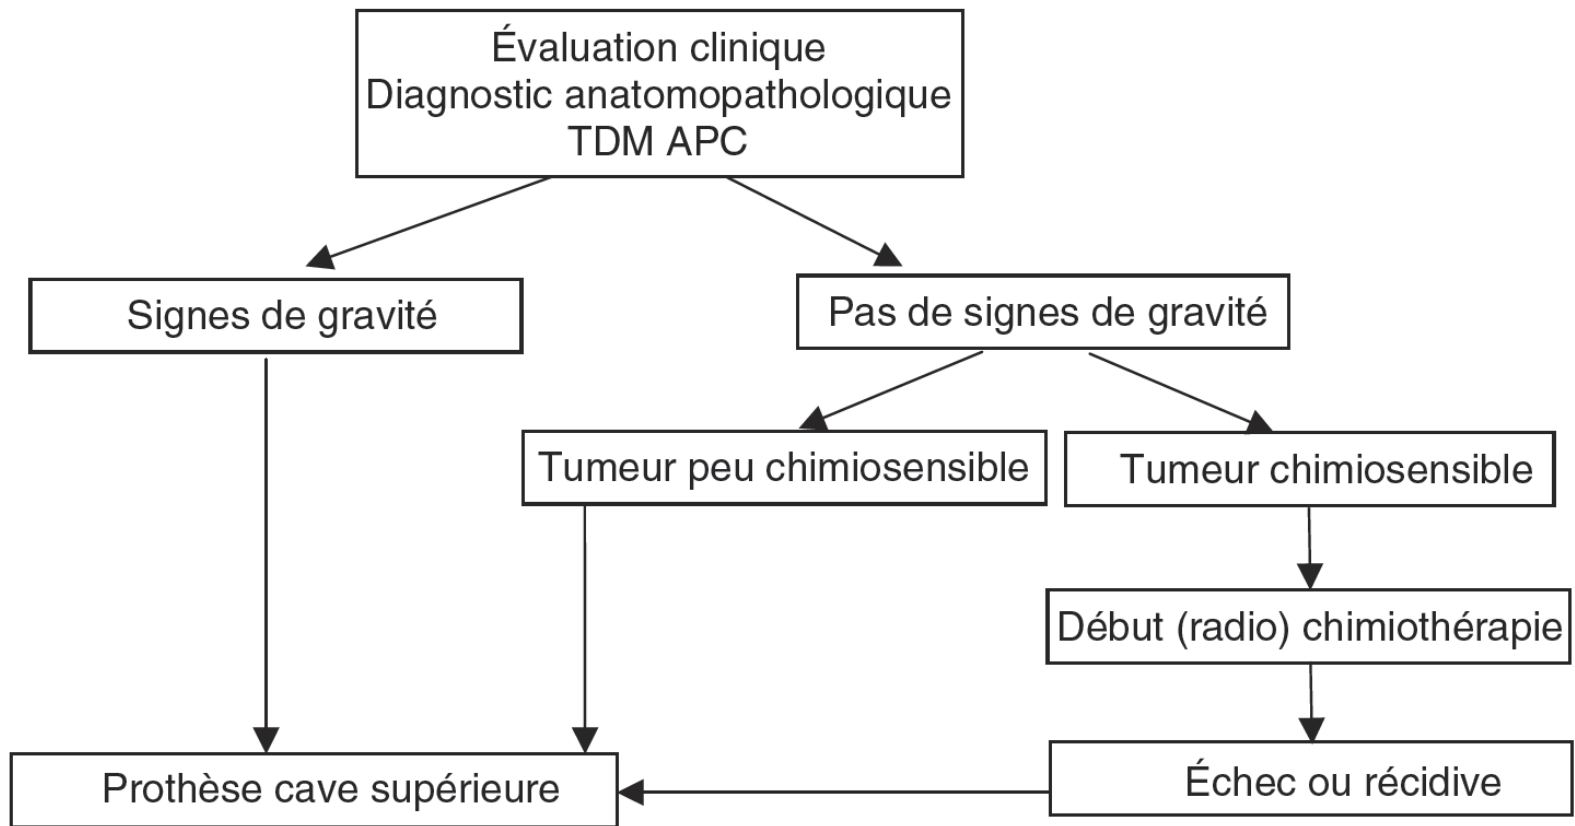 Évaluation clinique
Diagnostic anatomopathologique
TDM APC
Signes de gravité
Pas de signes de gravité
Tumeur peu chimiosensible
Tumeur chimiosensible
Début (radio) chimiothérapie
Prothèse cave supérieure
Échec ou récidive